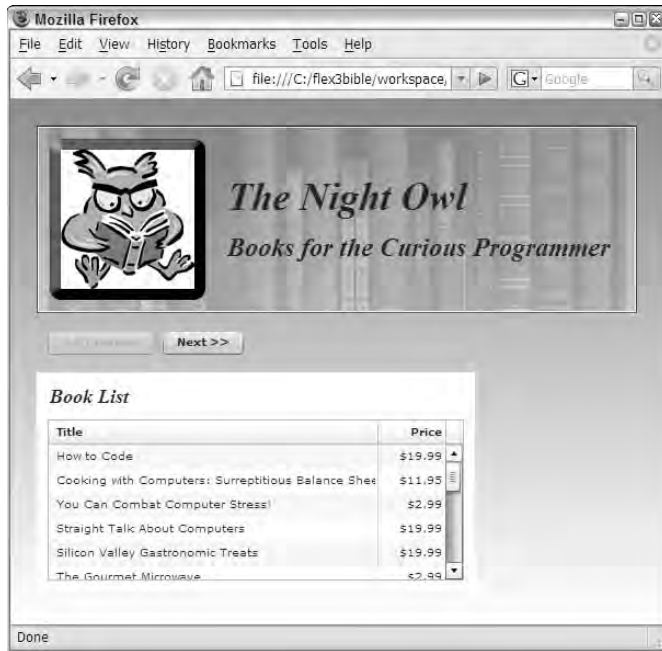 Mozilla Firefox
File Edit View History Bookmarks Tools Help
file:///C:/flex3bible/workspace, G Google
The Night Owl
Books for the Curious Programmer
Next >>
Book List
Title Price
How to Code $19.99
Cooking with Computers: Surreptitious Balance Shee $11.95
You Can Combat Computer Stress! $2.99
Straight Talk About Computers $19.99
Silicon Valley Gastronomic Treats $19.99
The Gourmet Microwave $2.99
Done